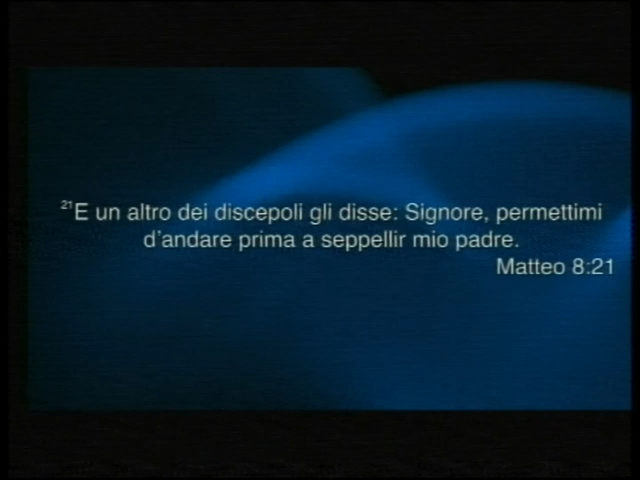 ²¹E un altro dei discepoli gli disse: Signore, permettimi
d'andare prima a seppellir mio padre.
Matteo 8:21